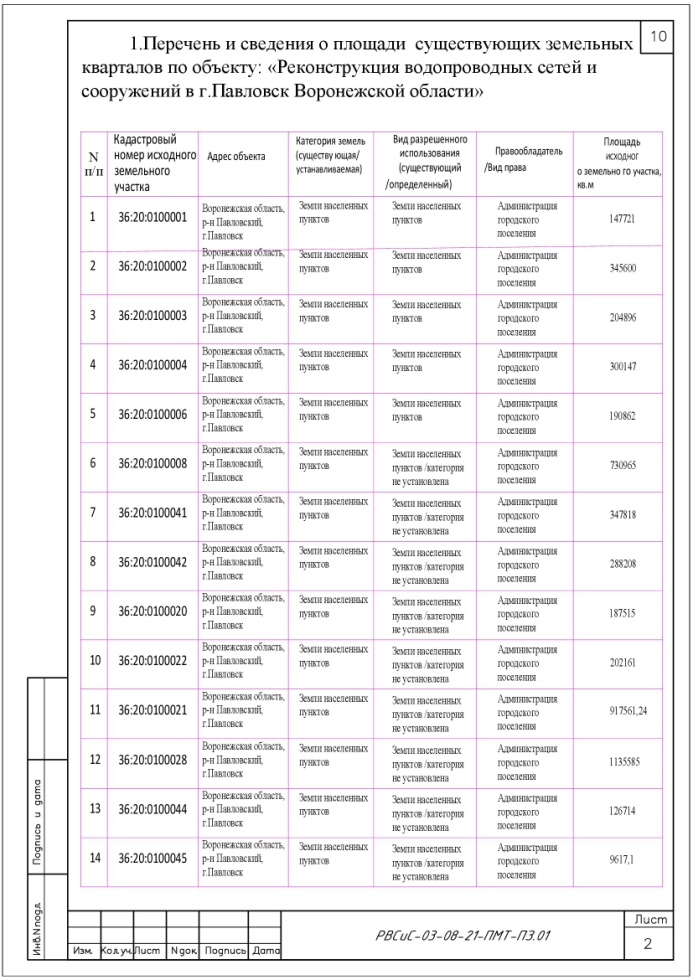 10
1.Перечень и сведения о площади существующих земельных
кварталов по объекту: «Реконструкция водопроводных сетей и
сооружений в г.Павловск Воронежской области»
N п/п | Кадастровый номер исходного земельного участка | Адрес объекта | Категория земель (существу ющая/ устанавливаемая) | Вид разрешенного использования (существующий /определенный) | Правообладатель /Вид права | Площадь исходног о земельно го участка, кв.м
1 | 36:20:0100001 | Воронежская область, р-н Павловский, г.Павловск | Земли населенных пунктов | Земли населенных пунктов | Администрация городского поселения | 147721
2 | 36:20:0100002 | Воронежская область, р-н Павловский, г.Павловск | Земли населенных пунктов | Земли населенных пунктов | Администрация городского поселения | 345600
3 | 36:20:0100003 | Воронежская область, р-н Павловский, г.Павловск | Земли населенных пунктов | Земли населенных пунктов | Администрация городского поселения | 204896
4 | 36:20:0100004 | Воронежская область, р-н Павловский, г.Павловск | Земли населенных пунктов | Земли населенных пунктов | Администрация городского поселения | 300147
5 | 36:20:0100006 | Воронежская область, р-н Павловский, г.Павловск | Земли населенных пунктов | Земли населенных пунктов | Администрация городского поселения | 190862
6 | 36:20:0100008 | Воронежская область, р-н Павловский, г.Павловск | Земли населенных пунктов | Земли населенных пунктов /категория не установлена | Администрация городского поселения | 730965
7 | 36:20:0100041 | Воронежская область, р-н Павловский, г.Павловск | Земли населенных пунктов | Земли населенных пунктов /категория не установлена | Администрация городского поселения | 347818
8 | 36:20:0100042 | Воронежская область, р-н Павловский, г.Павловск | Земли населенных пунктов | Земли населенных пунктов /категория не установлена | Администрация городского поселения | 288208
9 | 36:20:0100020 | Воронежская область, р-н Павловский, г.Павловск | Земли населенных пунктов | Земли населенных пунктов /категория не установлена | Администрация городского поселения | 187515
10 | 36:20:0100022 | Воронежская область, р-н Павловский, г.Павловск | Земли населенных пунктов | Земли населенных пунктов /категория не установлена | Администрация городского поселения | 202161
11 | 36:20:0100021 | Воронежская область, р-н Павловский, г.Павловск | Земли населенных пунктов | Земли населенных пунктов /категория не установлена | Администрация городского поселения | 917561,24
12 | 36:20:0100028 | Воронежская область, р-н Павловский, г.Павловск | Земли населенных пунктов | Земли населенных пунктов /категория не установлена | Администрация городского поселения | 1135585
13 | 36:20:0100044 | Воронежская область, р-н Павловский, г.Павловск | Земли населенных пунктов | Земли населенных пунктов /категория не установлена | Администрация городского поселения | 126714
14 | 36:20:0100045 | Воронежская область, р-н Павловский, г.Павловск | Земли населенных пунктов | Земли населенных пунктов /категория не установлена | Администрация городского поселения | 9617,1
Подпись и дата
Инв.N подл.
Изм. Кол.уч. Лист N док. Подпись Дата
РВСиС-03-08-21-ПМТ-ПЗ.01
Лист
2